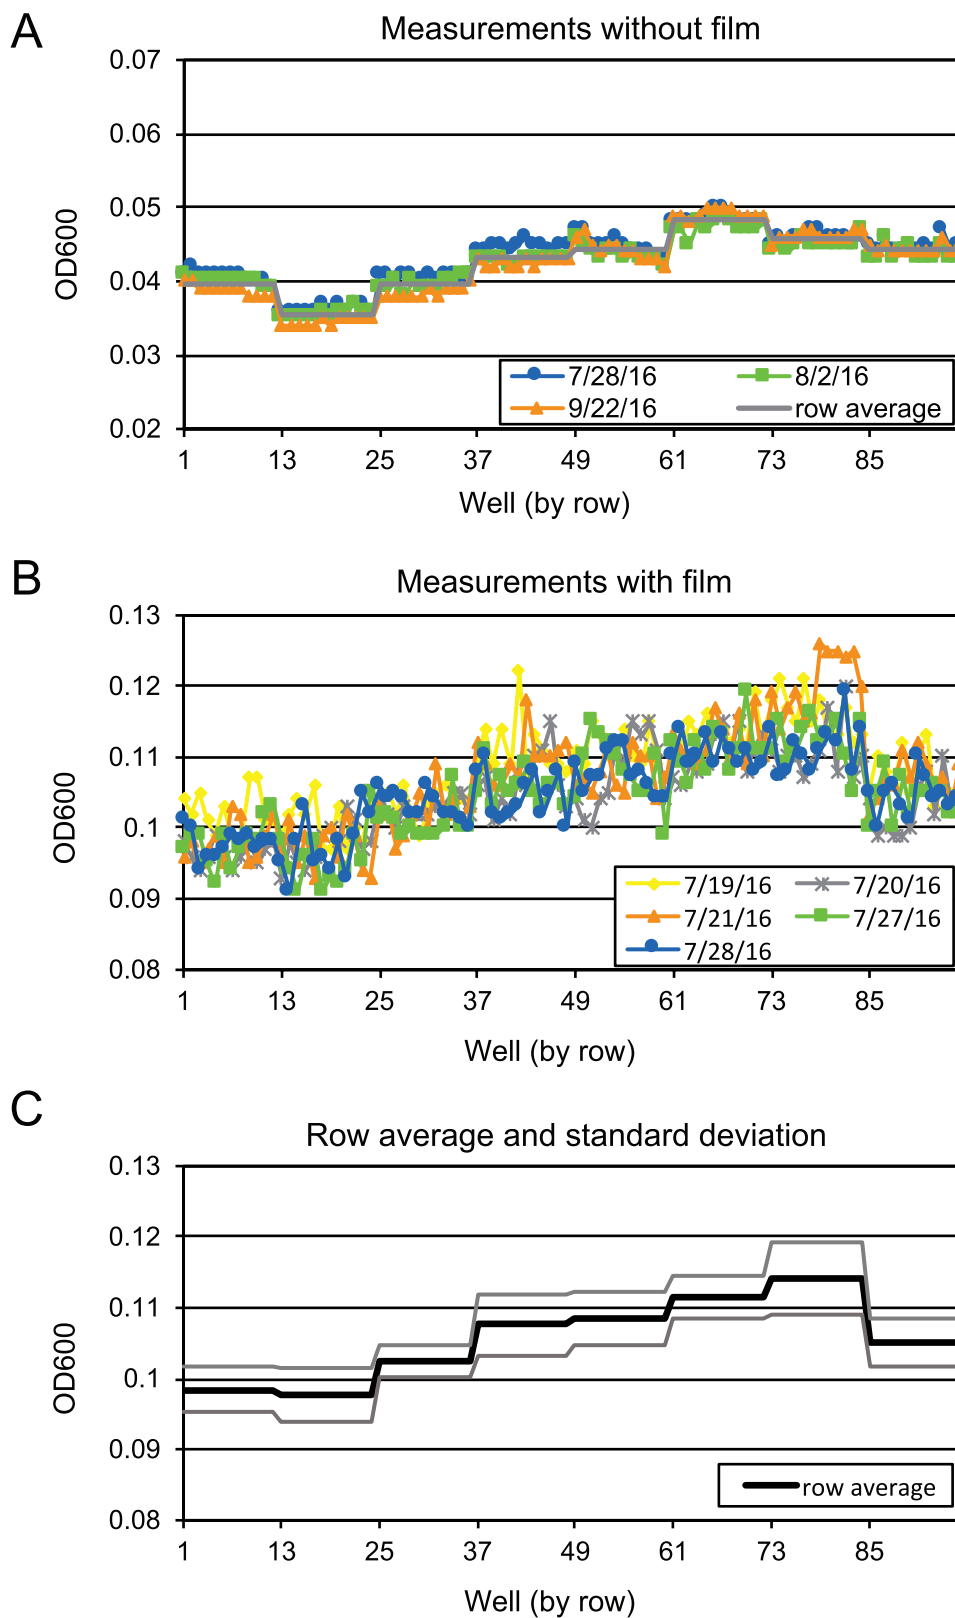 A
Measurements without film
0.07
0.06
0.05
0.04
0.03
0.02
OD600
7/28/16
8/2/16
9/22/16
row average
1 13 25 37 49 61 73 85
Well (by row)
B
Measurements with film
0.13
0.12
0.11
0.1
0.09
0.08
OD600
7/19/16
7/20/16
7/21/16
7/27/16
7/28/16
1 13 25 37 49 61 73 85
Well (by row)
C
Row average and standard deviation
0.13
0.12
0.11
0.1
0.09
0.08
OD600
row average
1 13 25 37 49 61 73 85
Well (by row)